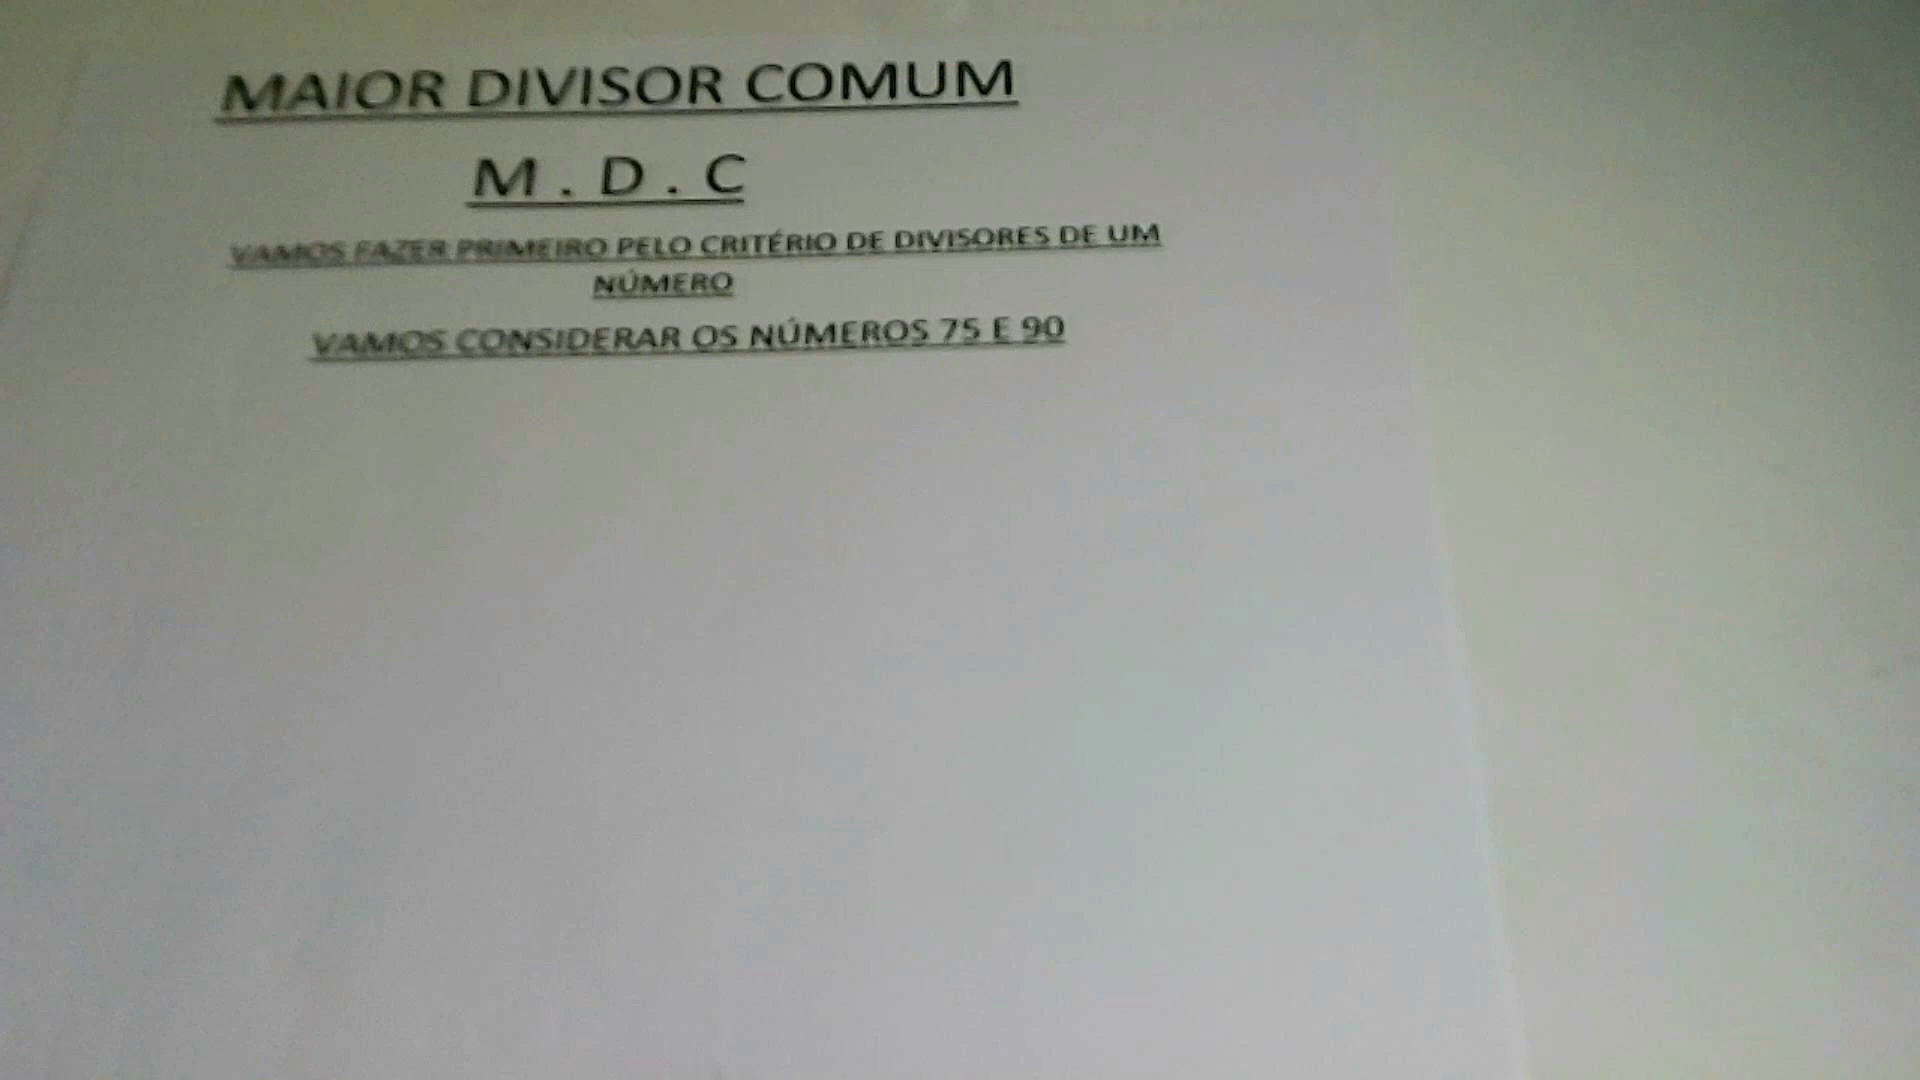 MAIOR DIVISOR COMUM
M . D . C
VAMOS FAZER PRIMEIRO PELO CRITÉRIO DE DIVISORES DE UM
NÚMERO
VAMOS CONSIDERAR OS NÚMEROS 75 E 90